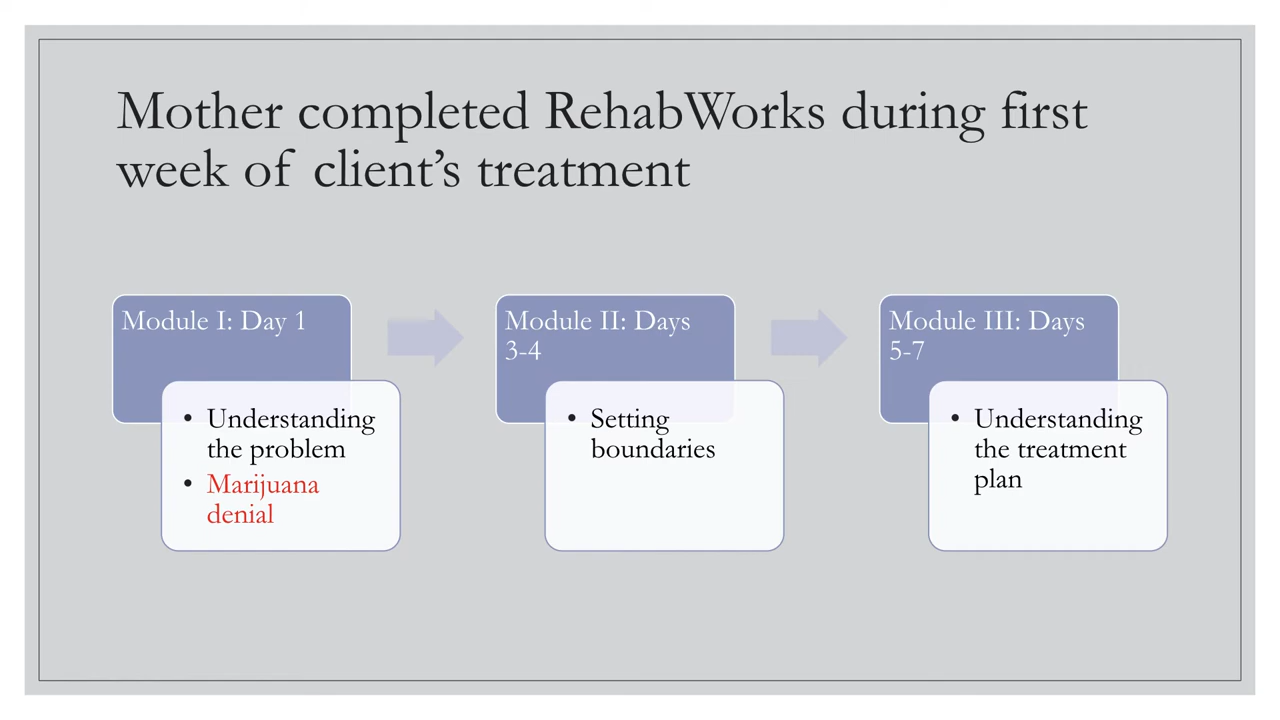 Mother completed RehabWorks during first
week of client’s treatment
Module I: Day 1
• Understanding
the problem
• Marijuana
denial
Module II: Days
3-4
• Setting
boundaries
Module III: Days
5-7
• Understanding
the treatment
plan